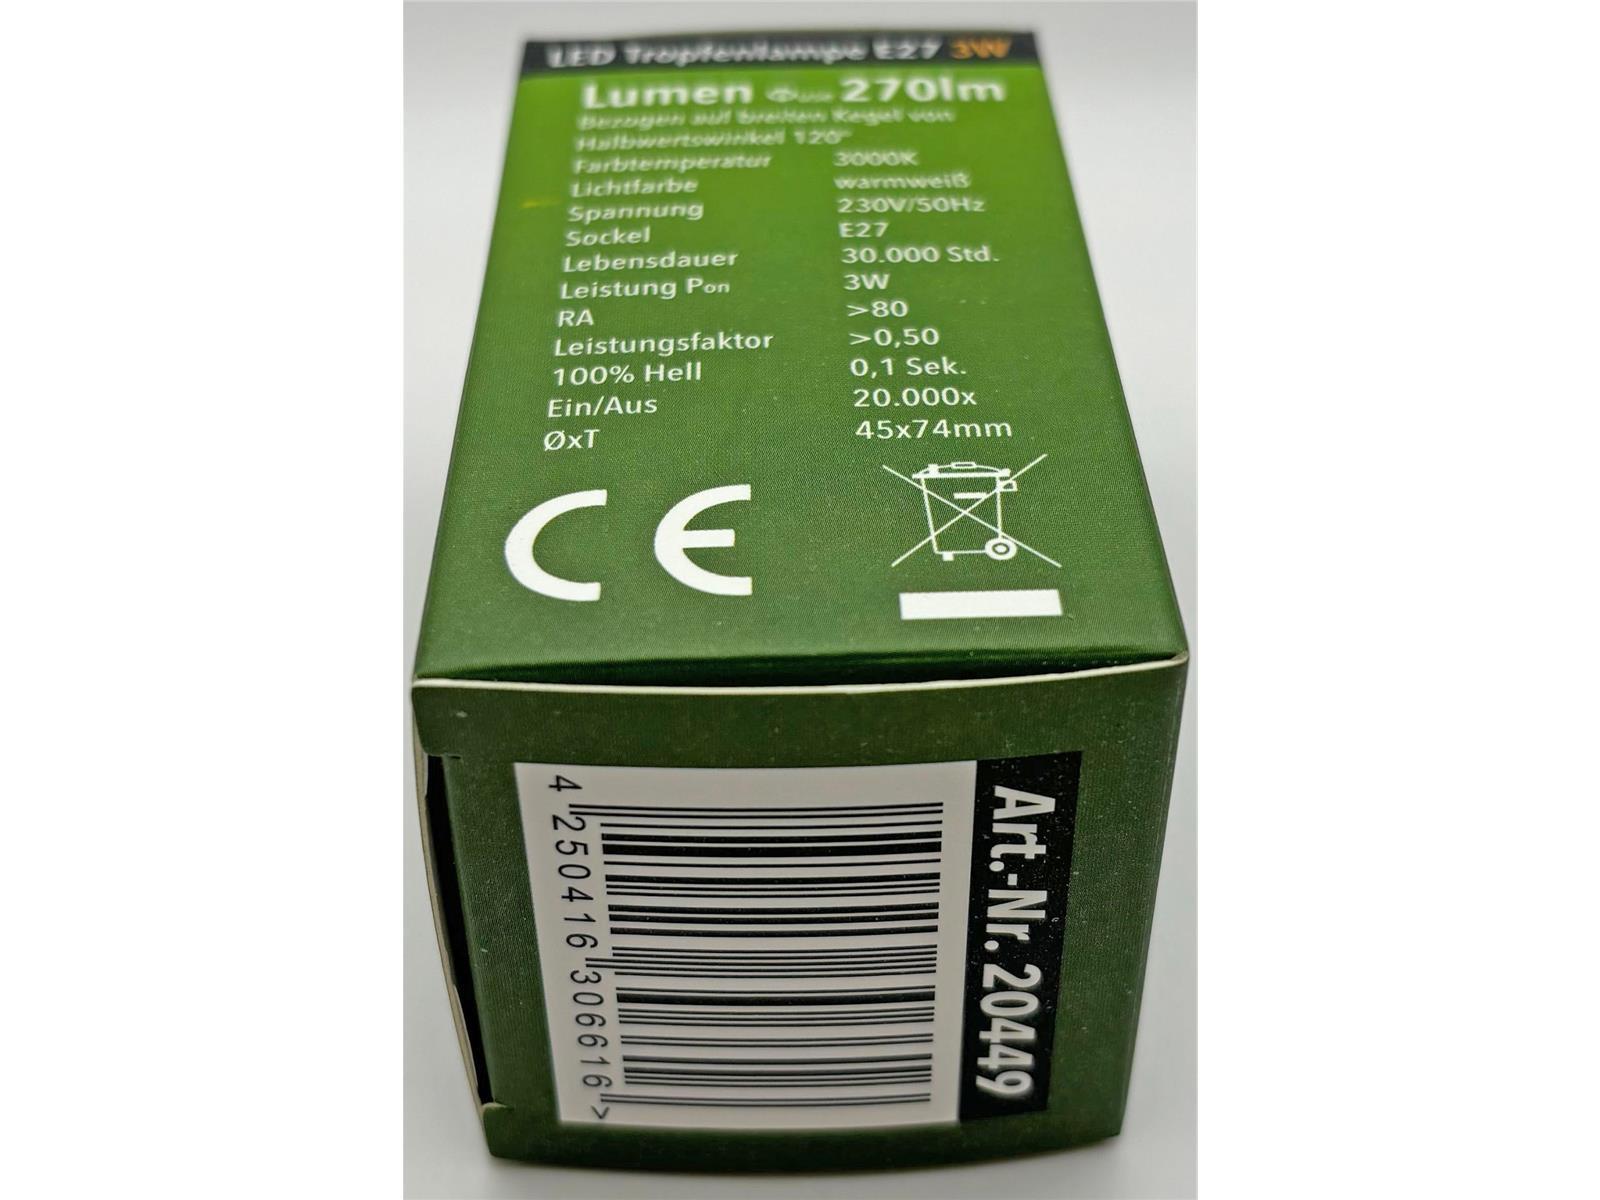 LED Tropfenlampe E27 3W
Lumen 270lm
Bezogen auf breiten Kegel von
Halbwertswinkel 120°
Farbtemperatur 3000K
Lichtfarbe warmweiß
Spannung 230V/50Hz
Sockel E27
Lebensdauer 30.000 Std.
Leistung Pon 3W
RA >80
Leistungsfaktor >0,50
100% Hell 0,1 Sek.
Ein/Aus 20.000x
ØxT 45x74mm
CE
Art.-Nr. 20449
4 250416 306616 >